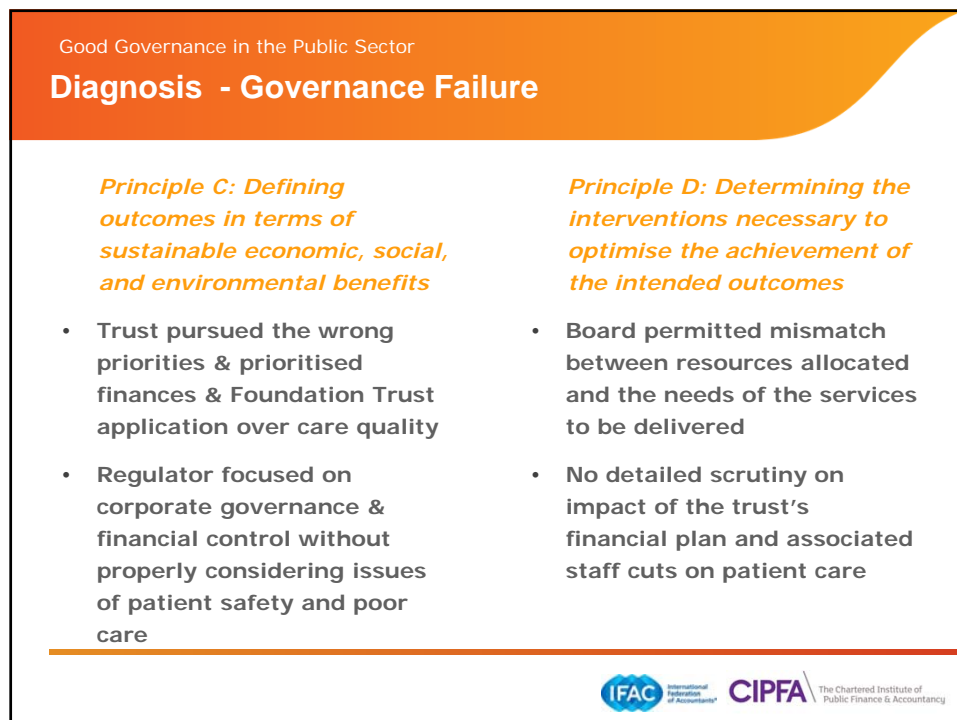 Good Governance in the Public Sector
Diagnosis - Governance Failure
Principle C: Defining
outcomes in terms of
sustainable economic, social,
and environmental benefits
• Trust pursued the wrong
priorities & prioritised
finances & Foundation Trust
application over care quality
• Regulator focused on
corporate governance &
financial control without
properly considering issues
of patient safety and poor
care
Principle D: Determining the
interventions necessary to
optimise the achievement of
the intended outcomes
• Board permitted mismatch
between resources allocated
and the needs of the services
to be delivered
• No detailed scrutiny on
impact of the trust's
financial plan and associated
staff cuts on patient care
IFAC
International
Federation
of Accountants®
CIPFA
The Chartered Institute of
Public Finance & Accountancy